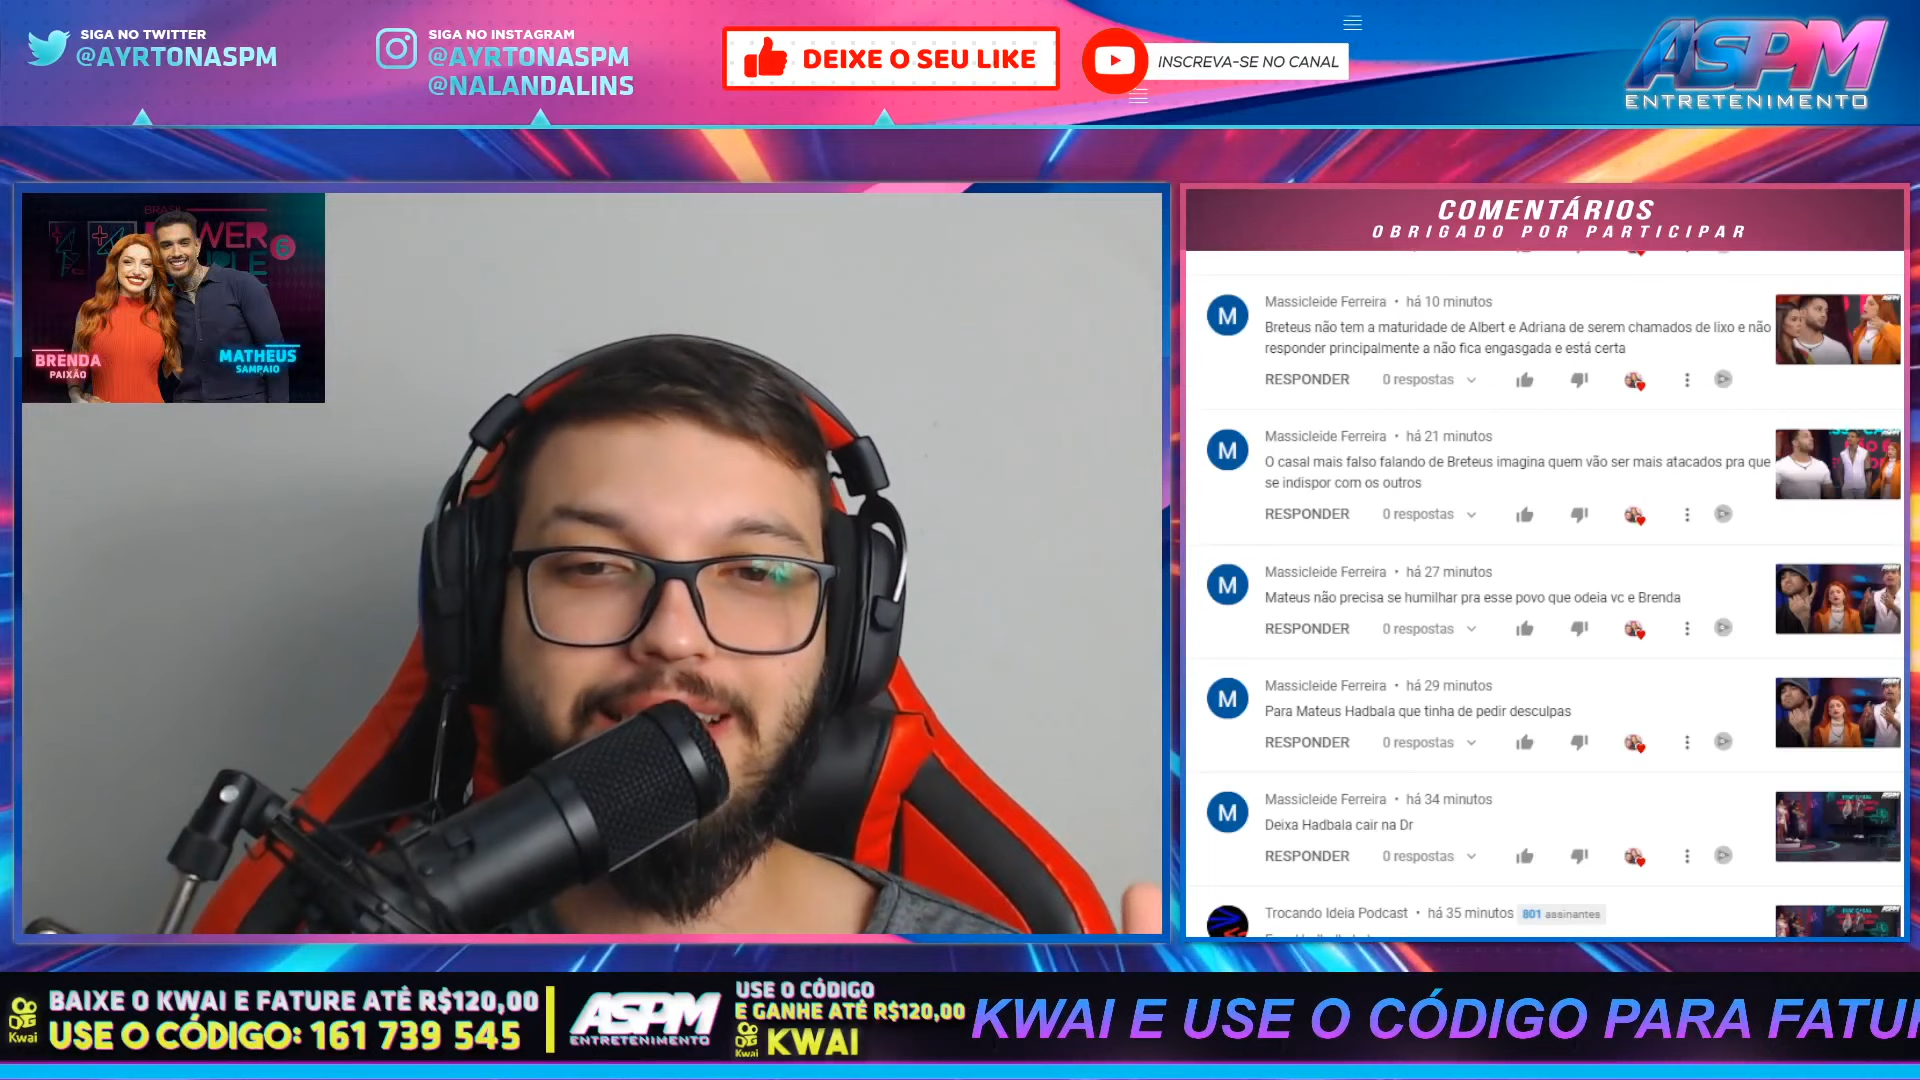 SIGA NO TWITTER
@AYRTONASPM
SIGA NO INSTAGRAM
@AYRTONASPM
@NALANDALINS
DEIXE O SEU LIKE
INSCREVA-SE NO CANAL
ASPM
ENTRETENIMENTO
BRASIL
BRENDA
PAIXÃO
MATHEUS
SAMPAIO
COMENTÁRIOS
OBRIGADO POR PARTICIPAR
M
Massicleide Ferreira • há 10 minutos
Breteus não tem a maturidade de Albert e Adriana de serem chamados de lixo e não
responder principalmente a não fica engasgada e está certa
RESPONDER 0 respostas
M
Massicleide Ferreira • há 21 minutos
O casal mais falso falando de Breteus imagina quem vão ser mais atacados pra que
se indispor com os outros
RESPONDER 0 respostas
M
Massicleide Ferreira • há 27 minutos
Mateus não precisa se humilhar pra esse povo que odeia vc e Brenda
RESPONDER 0 respostas
M
Massicleide Ferreira • há 29 minutos
Para Mateus Hadbala que tinha de pedir desculpas
RESPONDER 0 respostas
M
Massicleide Ferreira • há 34 minutos
Deixa Hadbala cair na Dr
RESPONDER 0 respostas
Trocando Ideia Podcast • há 35 minutos 801 assinantes
Kwai
BAIXE O KWAI E FATURE ATÉ R$120,00
USE O CÓDIGO: 161 739 545
ASPM
ENTRETENIMENTO
USE O CÓDIGO
E GANHE ATÉ R$120,00
Kwai
KWAI
KWAI E USE O CÓDIGO PARA FATUR